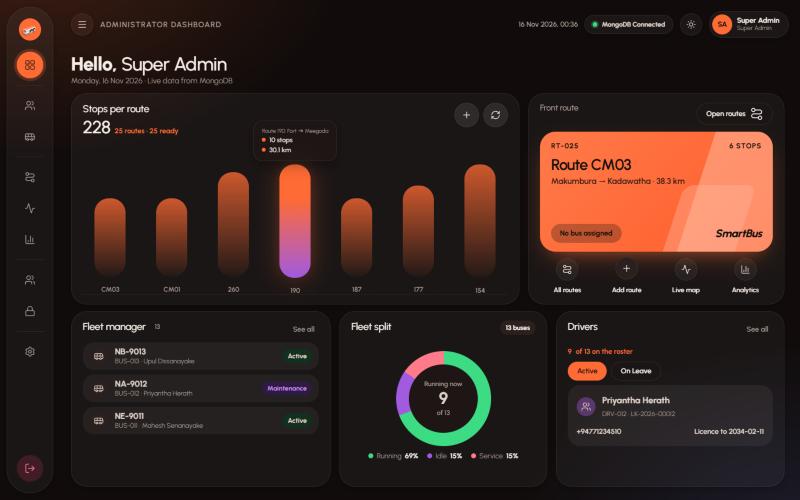 ADMINISTRATOR DASHBOARD
16 Nov 2026, 00:36
MongoDB Connected
SA
Super Admin
Super Admin
Hello, Super Admin
Monday, 16 Nov 2026 · Live data from MongoDB
Stops per route
228 25 routes · 25 ready
Route 190: Fort → Meegoda
10 stops
30.1 km
CM03
CM01
260
190
187
177
154
Front route
Open routes
RT-025
6 STOPS
Route CM03
Makumbura → Kadawatha · 38.3 km
No bus assigned
SmartBus
All routes
Add route
Live map
Analytics
Fleet manager 13
See all
NB-9013
BUS-013 · Upul Dissanayake
Active
NA-9012
BUS-012 · Priyantha Herath
Maintenance
NE-9011
BUS-011 · Mahesh Senanayake
Active
Fleet split
13 buses
Running now
9
of 13
Running 69%
Idle 15%
Service 15%
Drivers
See all
9 of 13 on the roster
Active
On Leave
Priyantha Herath
DRV-012 · LK-2026-00012
+94771234510
Licence to 2034-02-11